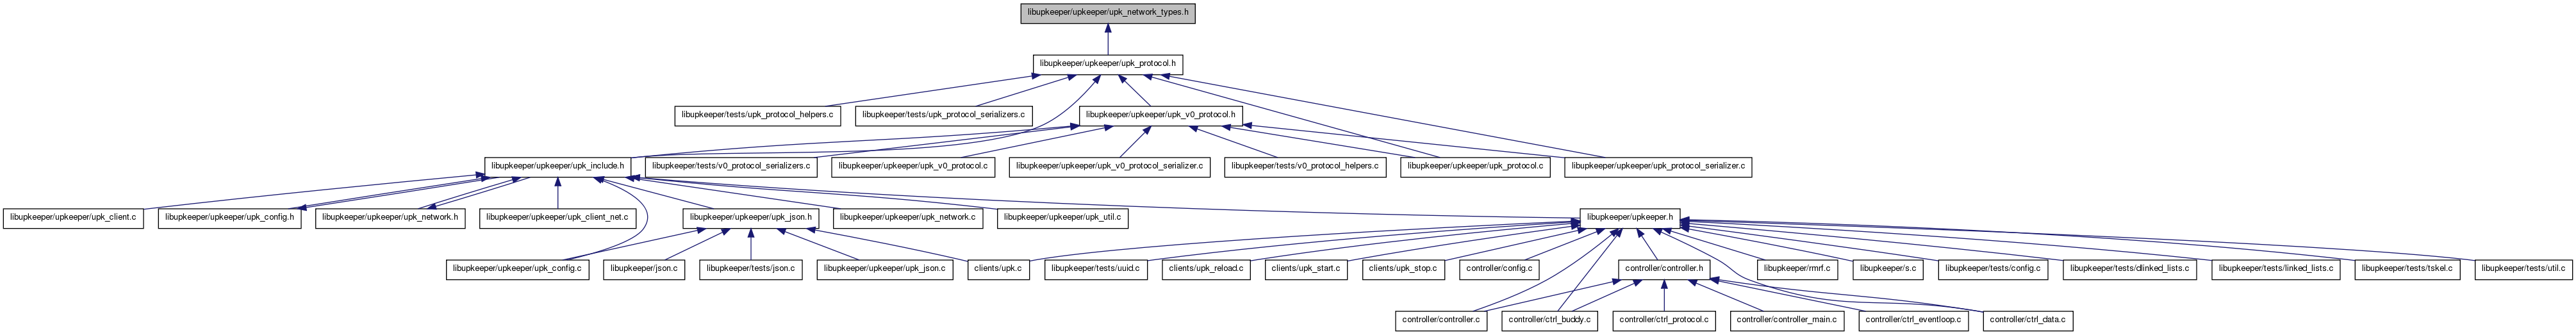 libupkeeper/upkeeper/upk_network_types.h
libupkeeper/upkeeper/upk_protocol.h
libupkeeper/tests/upk_protocol_helpers.c
libupkeeper/tests/upk_protocol_serializers.c
libupkeeper/upkeeper/upk_v0_protocol.h
libupkeeper/upkeeper/upk_include.h
libupkeeper/tests/v0_protocol_serializers.c
libupkeeper/upkeeper/upk_v0_protocol.c
libupkeeper/upkeeper/upk_v0_protocol_serializer.c
libupkeeper/tests/v0_protocol_helpers.c
libupkeeper/upkeeper/upk_protocol.c
libupkeeper/upkeeper/upk_protocol_serializer.c
libupkeeper/upkeeper/upk_client.c
libupkeeper/upkeeper/upk_config.h
libupkeeper/upkeeper/upk_network.h
libupkeeper/upkeeper/upk_client_net.c
libupkeeper/upkeeper/upk_json.h
libupkeeper/upkeeper/upk_network.c
libupkeeper/upkeeper/upk_util.c
libupkeeper/upkeeper.h
libupkeeper/upkeeper/upk_config.c
libupkeeper/json.c
libupkeeper/tests/json.c
libupkeeper/upkeeper/upk_json.c
clients/upk.c
libupkeeper/tests/uuid.c
clients/upk_reload.c
clients/upk_start.c
clients/upk_stop.c
controller/config.c
controller/controller.h
libupkeeper/rmrf.c
libupkeeper/s.c
libupkeeper/tests/config.c
libupkeeper/tests/dlinked_lists.c
libupkeeper/tests/linked_lists.c
libupkeeper/tests/tskel.c
libupkeeper/tests/util.c
controller/controller.c
controller/ctrl_buddy.c
controller/ctrl_protocol.c
controller/controller_main.c
controller/ctrl_eventloop.c
controller/ctrl_data.c